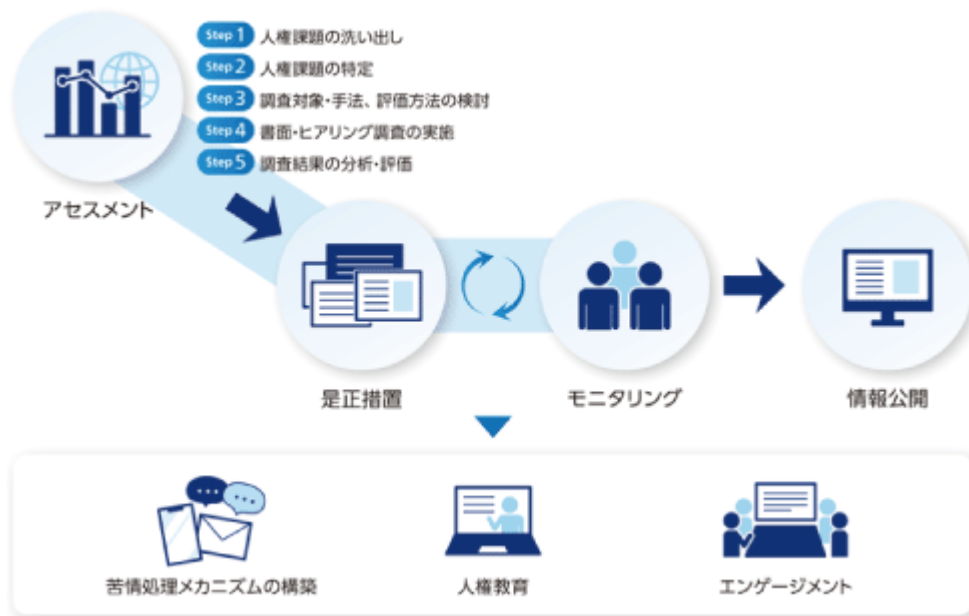 Step 1 人権課題の洗い出し
Step 2 人権課題の特定
Step 3 調査対象・手法、評価方法の検討
Step 4 書面・ヒアリング調査の実施
Step 5 調査結果の分析・評価
アセスメント
是正措置
モニタリング
情報公開
苦情処理メカニズムの構築
人権教育
エンゲージメント